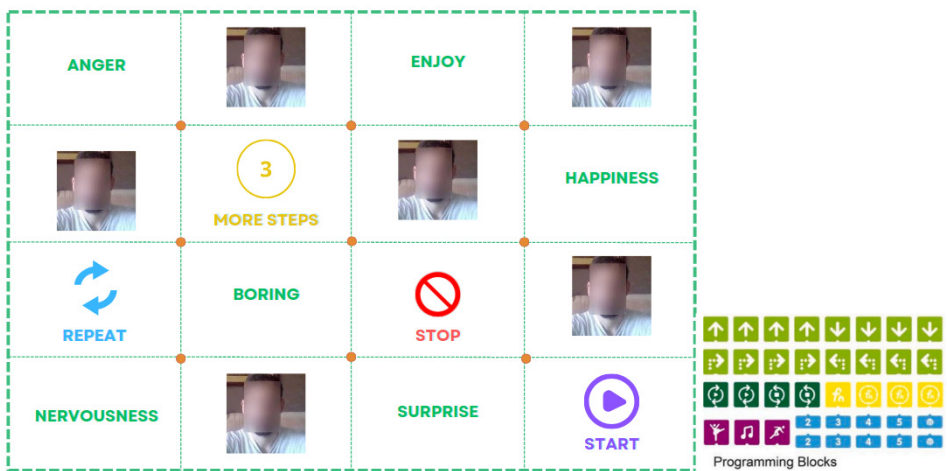 ANGER
ENJOY
3
MORE STEPS
HAPPINESS
REPEAT
BORING
STOP
NERVOUSNESS
SURPRISE
START
2 3 4 5
2 3 4 5
Programming Blocks